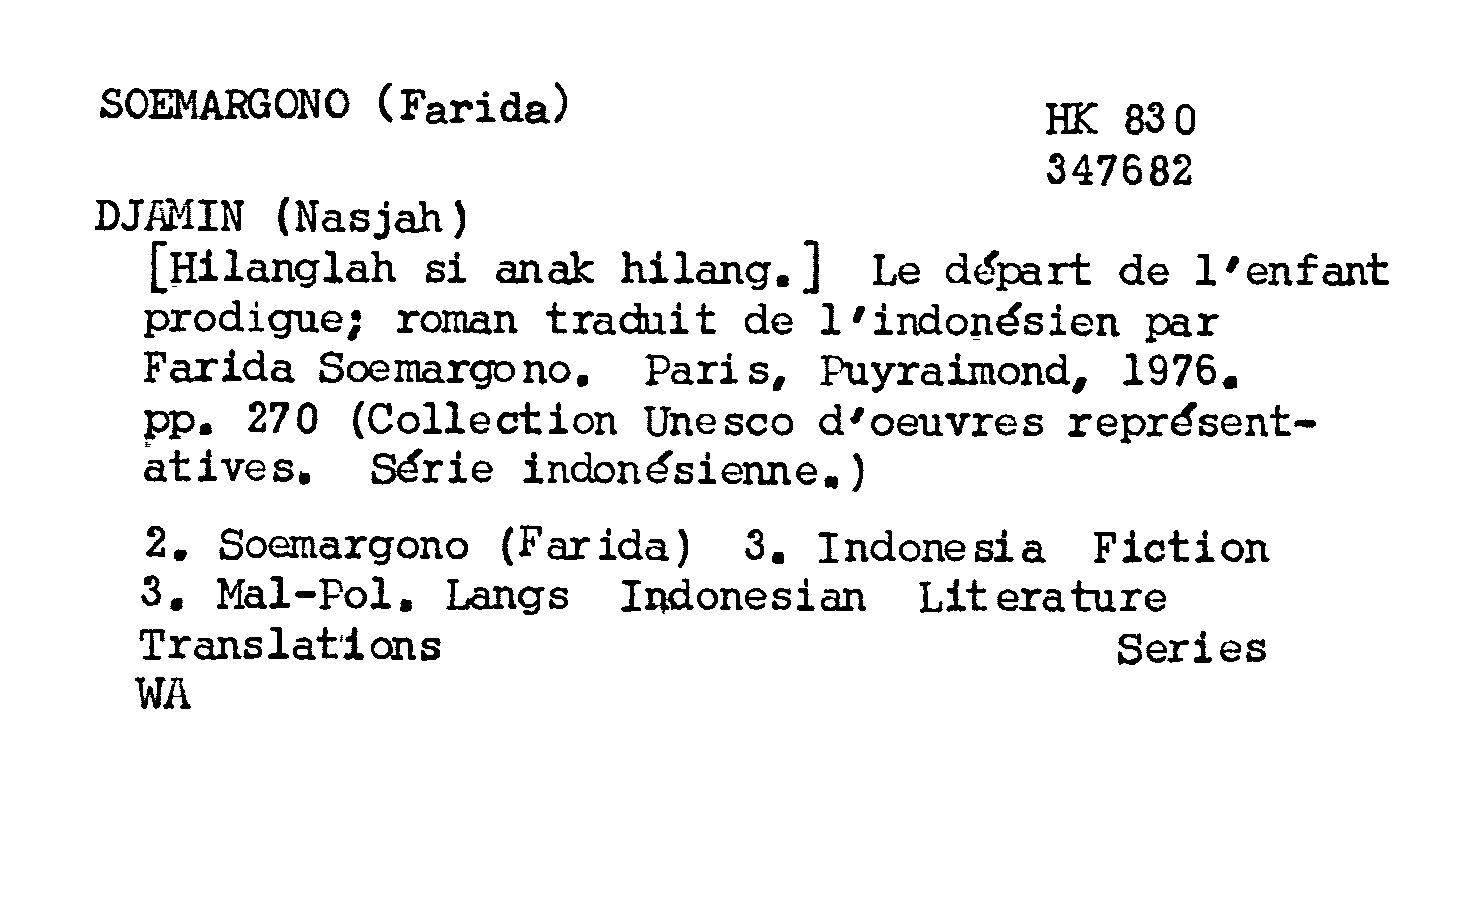 SOEMARGONO (Farida)
HK 830
347682
DJAMIN (Nasjah)
[Hilanglah si anak hilang.] Le départ de l'enfant
prodigue; roman traduit de l'indonésien par
Farida Soemargono. Paris, Puyraimond, 1976.
pp. 270 (Collection Unesco d'oeuvres représent-
atives. Série indonésienne.)
2. Soemargono (Farida) 3. Indonesia Fiction
3. Mal-Pol. Langs Indonesian Literature
Translations Series
WA